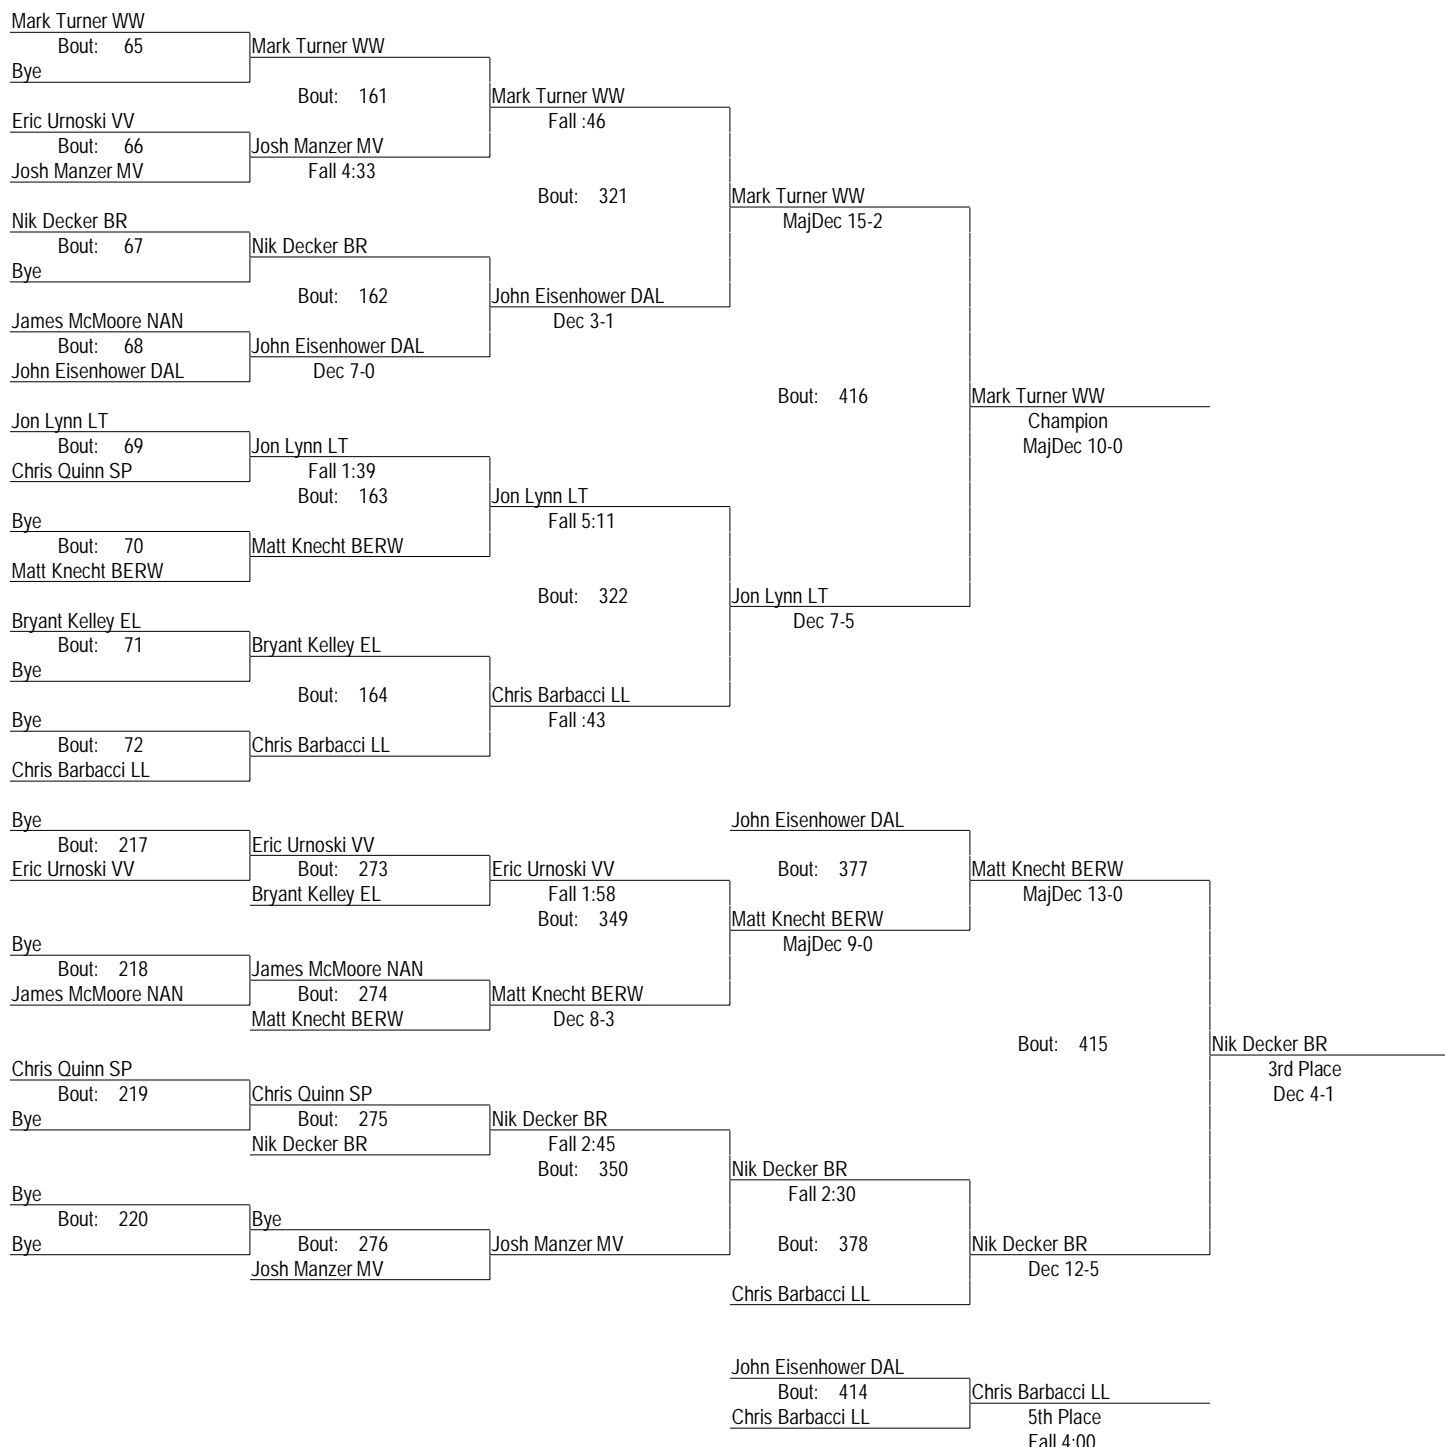 Mark Turner WW
Bout: 65
Mark Turner WW
Bye
Bout: 161
Mark Turner WW
Eric Urnoski VV
Fall :46
Bout: 66
Josh Manzer MV
Josh Manzer MV
Fall 4:33
Bout: 321
Mark Turner WW
Nik Decker BR
MajDec 15-2
Bout: 67
Nik Decker BR
Bye
Bout: 162
John Eisenhower DAL
James McMoore NAN
Dec 3-1
Bout: 68
John Eisenhower DAL
John Eisenhower DAL
Dec 7-0
Bout: 416
Mark Turner WW
Jon Lynn LT
Champion
Bout: 69
Jon Lynn LT
MajDec 10-0
Chris Quinn SP
Fall 1:39
Bout: 163
Jon Lynn LT
Bye
Fall 5:11
Bout: 70
Matt Knecht BERW
Matt Knecht BERW
Bout: 322
Jon Lynn LT
Bryant Kelley EL
Dec 7-5
Bout: 71
Bryant Kelley EL
Bye
Bout: 164
Chris Barbacci LL
Bye
Fall :43
Bout: 72
Chris Barbacci LL
Chris Barbacci LL
Bye
John Eisenhower DAL
Bout: 217
Eric Urnoski VV
Eric Urnoski VV
Bout: 273
Eric Urnoski VV
Bout: 377
Matt Knecht BERW
Bryant Kelley EL
Fall 1:58
MajDec 13-0
Bout: 349
Matt Knecht BERW
Bye
MajDec 9-0
Bout: 218
James McMoore NAN
James McMoore NAN
Bout: 274
Matt Knecht BERW
Matt Knecht BERW
Dec 8-3
Bout: 415
Nik Decker BR
Chris Quinn SP
3rd Place
Bout: 219
Chris Quinn SP
Dec 4-1
Bye
Bout: 275
Nik Decker BR
Nik Decker BR
Fall 2:45
Bout: 350
Nik Decker BR
Bye
Fall 2:30
Bout: 220
Bye
Bye
Bout: 276
Josh Manzer MV
Bout: 378
Nik Decker BR
Josh Manzer MV
Dec 12-5
Chris Barbacci LL
John Eisenhower DAL
Bout: 414
Chris Barbacci LL
Chris Barbacci LL
5th Place
Fall 4:00